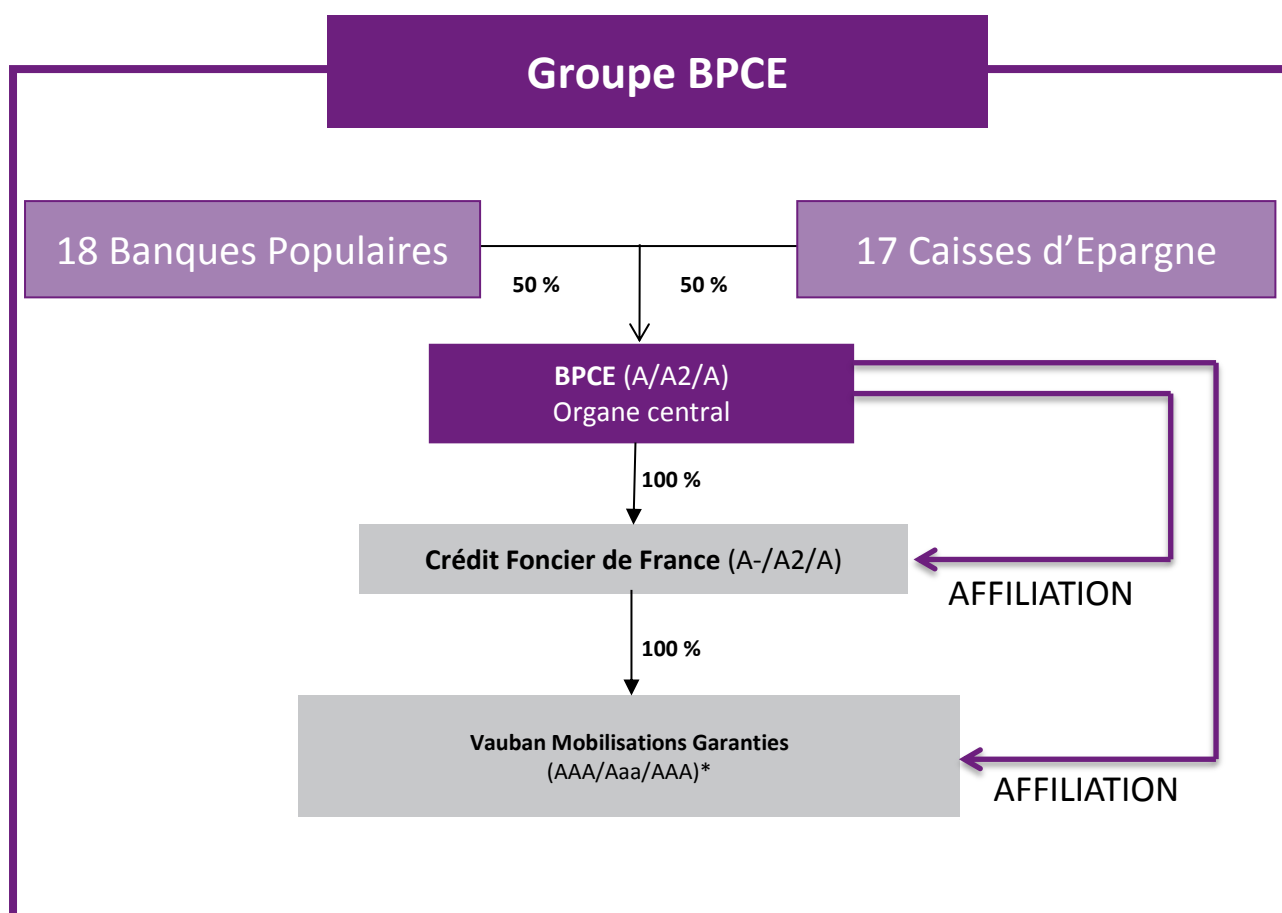 Groupe BPCE
18 Banques Populaires
17 Caisses d’Epargne
50 %
50 %
BPCE (A/A2/A)
Organe central
100 %
Crédit Foncier de France (A-/A2/A)
AFFILIATION
100 %
Vauban Mobilisations Garanties
(AAA/Aaa/AAA)*
AFFILIATION